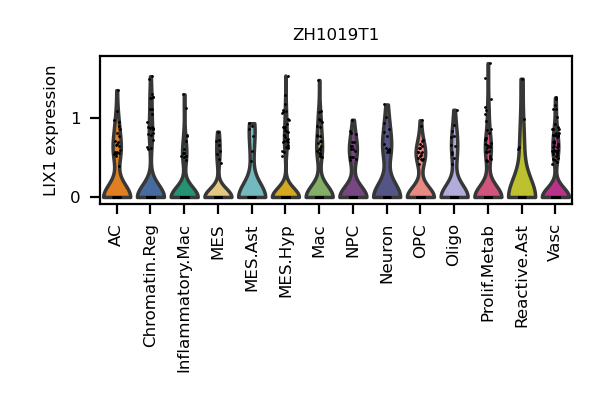 ZH1019T1
LIX1 expression
1
0
AC
Chromatin.Reg
Inflammatory.Mac
MES
MES.Ast
MES.Hyp
Mac
NPC
Neuron
OPC
Oligo
Prolif.Metab
Reactive.Ast
Vasc